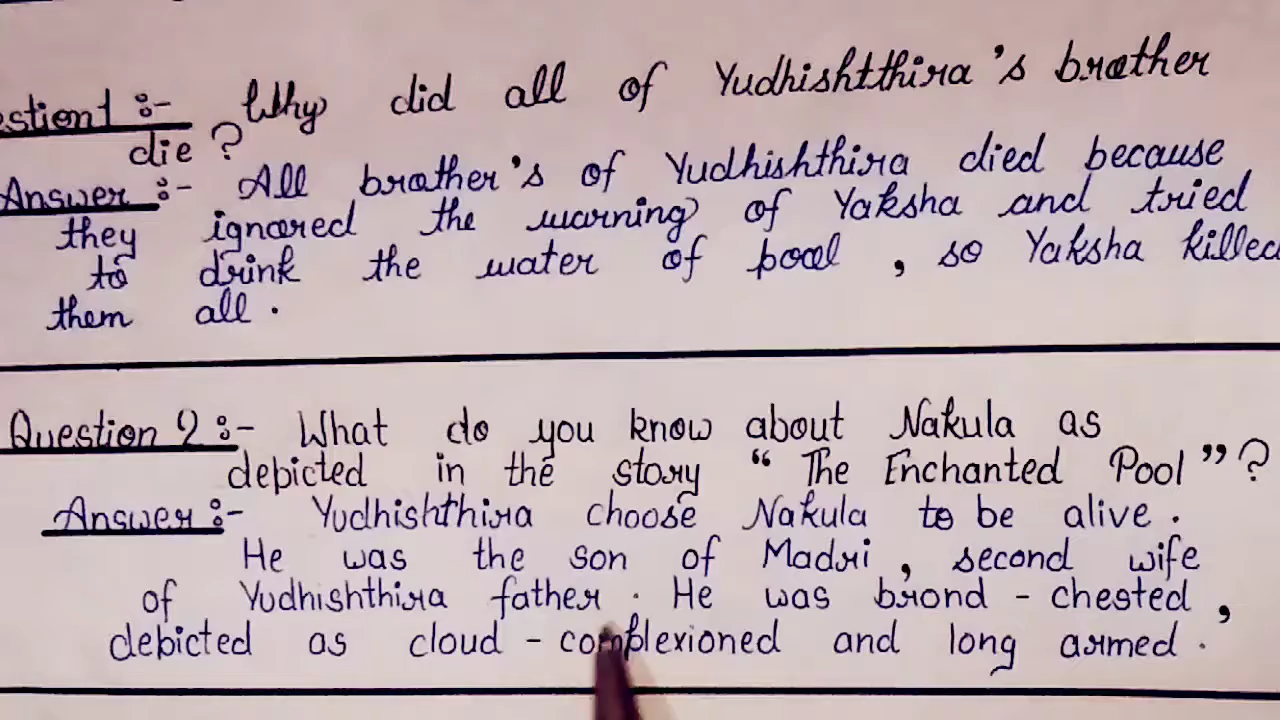 estion1 :- Why did all of Yudhishtthira's brother
die ?
Answer :- All brother's of Yudhishthira died because
they ignored the warning of Yaksha and tried
to drink the water of pool , so Yaksha killed
them all .
Question 2 :- What do you know about Nakula as
depicted in the story " The Enchanted Pool " ?
Answer :- Yudhishthira choose Nakula to be alive .
He was the son of Madri , second wife
of Yudhishthira father . He was brond - chested ,
depicted as cloud - complexioned and long armed .